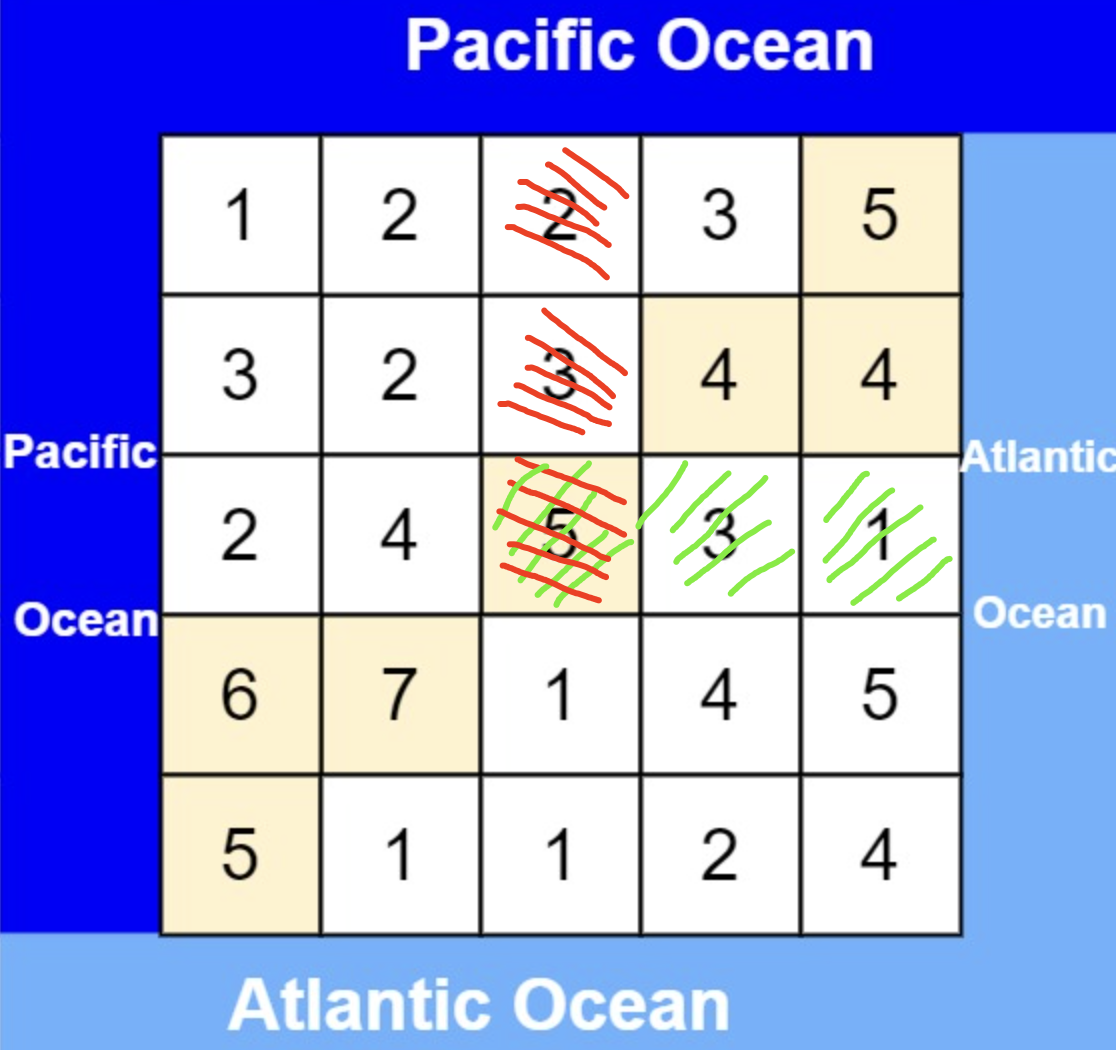 Pacific Ocean
1 2 2 3 5
3 2 3 4 4
Pacific
Atlantic
2 4 5 3 1
Ocean
Ocean
6 7 1 4 5
5 1 1 2 4
Atlantic Ocean